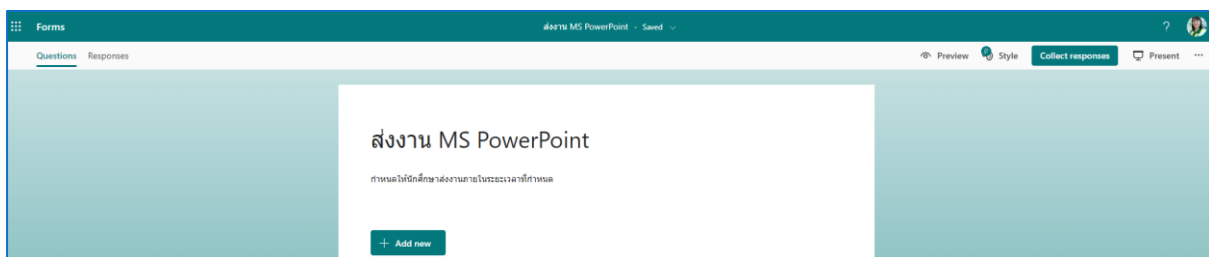 Forms
ส่งงาน MS PowerPoint - Saved
?
Questions Responses
Preview Style Collect responses Present ...
ส่งงาน MS PowerPoint
กำหนดให้นักศึกษาส่งงานภายในระยะเวลาที่กำหนด
+ Add new